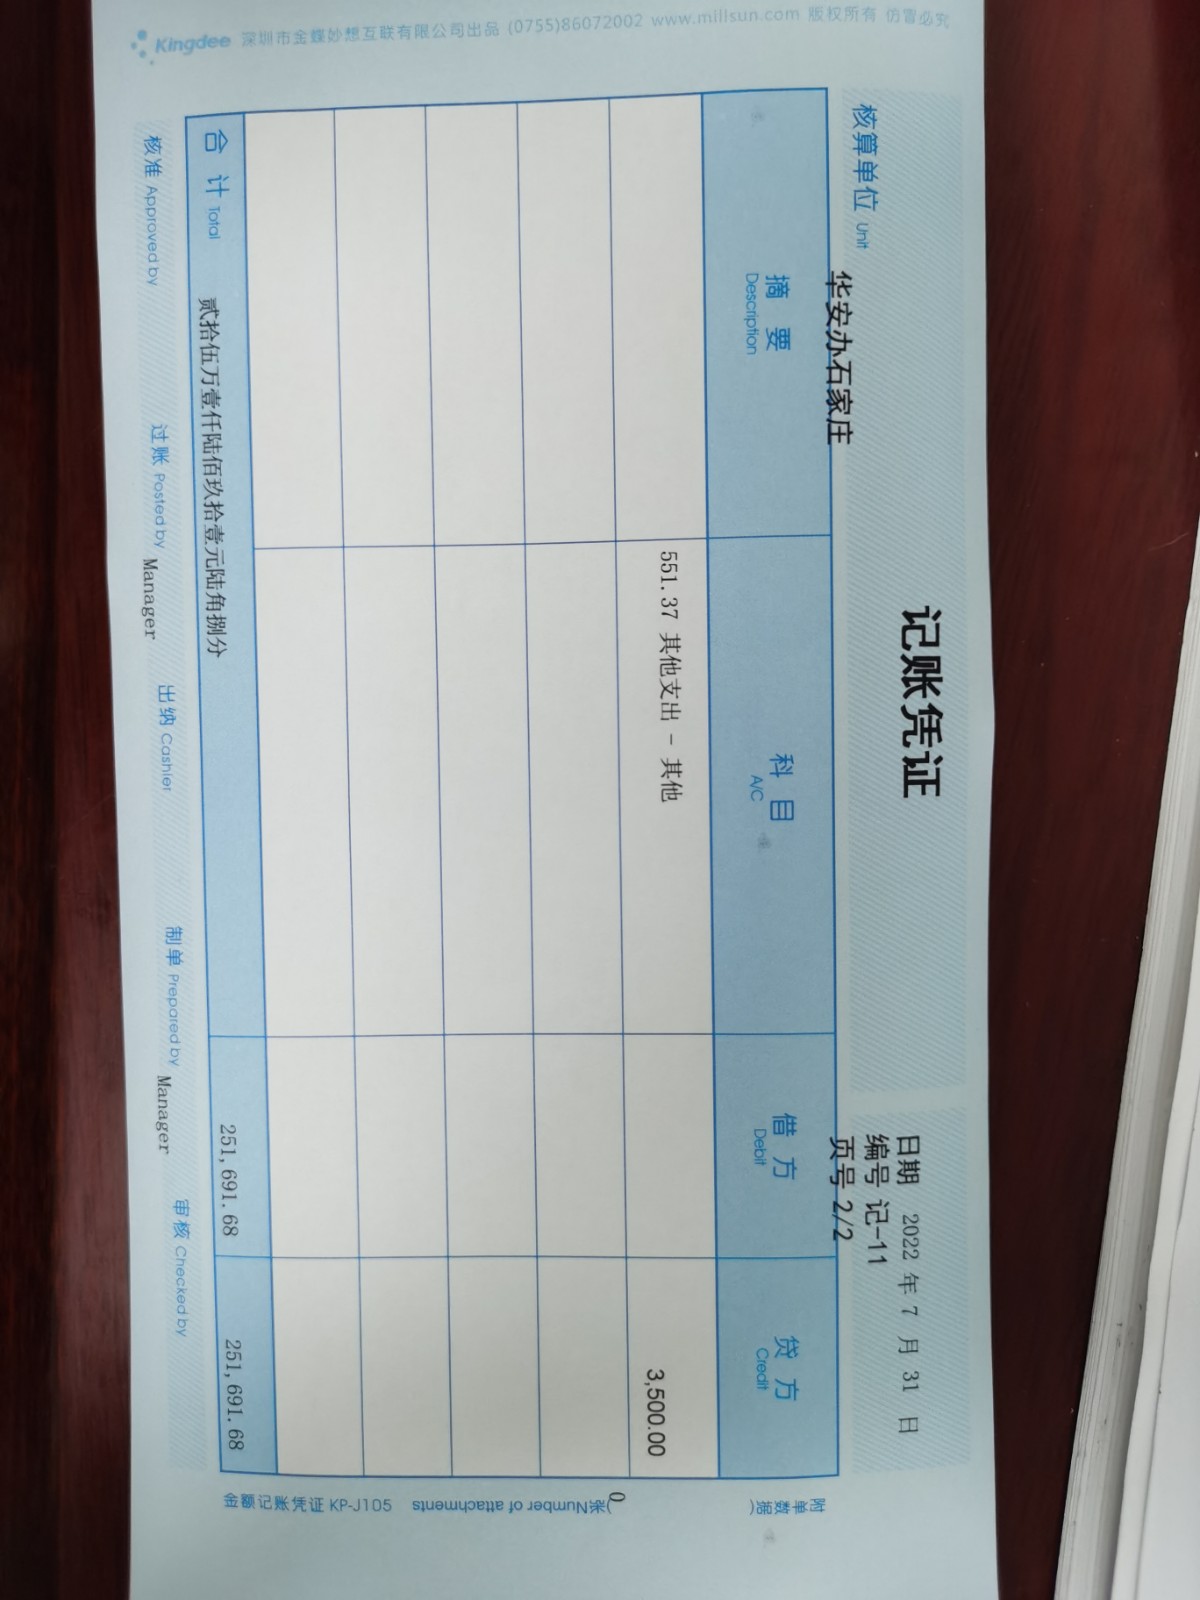 记账凭证
日期 2022 年 7 月 31 日
编号 记-11
页号 2/2
核算单位 Unit 华安办石家庄
摘 要 Description 科 目 A/C 借 方 Debit 贷 方 Credit
551.37 其他支出 - 其他 3,500.00
合 计 Total 贰拾伍万壹仟陆佰玖拾壹元陆角捌分 251,691.68 251,691.68
核准 Approved by 过账 Posted by Manager 出纳 Cashier 制单 Prepared by Manager 审核 Checked by
附单数据(
0
张)Number of attachments
金额记账凭证 KP-J105
Kingdee 深圳市金蝶妙想互联有限公司出品 (0755)86072002 www.millsun.com 版权所有 仿冒必究